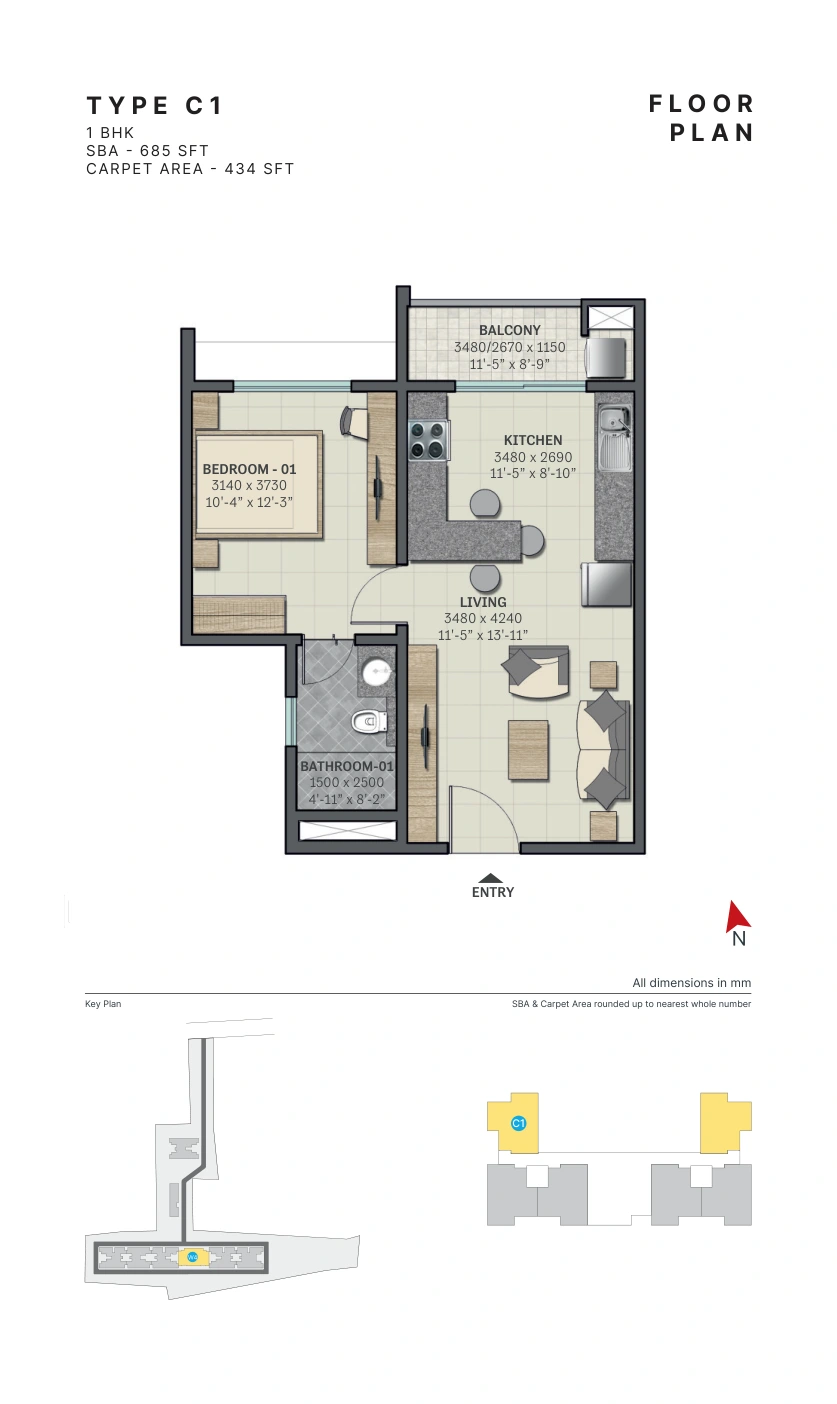 TYPE C1
1 BHK
SBA - 685 SFT
CARPET AREA - 434 SFT
FLOOR
PLAN
BALCONY
3480/2670 x 1150
11'-5” x 8'-9”
KITCHEN
3480 x 2690
11'-5” x 8'-10”
BEDROOM - 01
3140 x 3730
10'-4” x 12'-3”
LIVING
3480 x 4240
11'-5” x 13'-11”
BATHROOM-01
1500 x 2500
4'-11” x 8'-2”
ENTRY
N
All dimensions in mm
Key Plan
SBA & Carpet Area rounded up to nearest whole number
C1